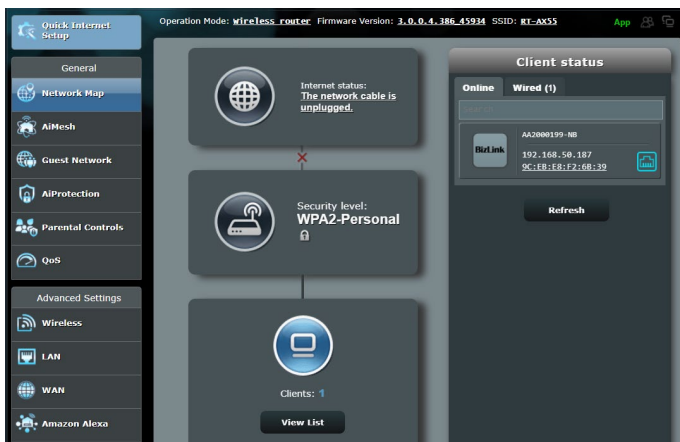 Quick Internet
Setup
Operation Mode: Wireless router Firmware Version: 3.0.0.4.386_45934 SSID: RT-AX55
App
General
Network Map
AiMesh
Guest Network
AiProtection
Parental Controls
QoS
Advanced Settings
Wireless
LAN
WAN
Amazon Alexa
Internet status:
The network cable is
unplugged.
Security level:
WPA2-Personal
Clients: 1
View List
Client status
Online Wired (1)
Search
BizLink
AA2000199-NB
192.168.50.187
9C:EB:E8:F2:6B:39
Refresh